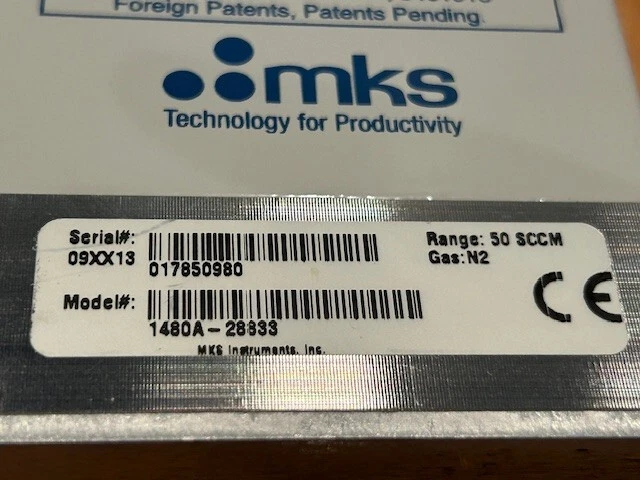 Foreign Patents, Patents Pending.
mks
Technology for Productivity
Serial#:
09XX13
017850980
Range: 50 SCCM
Gas: N2
Model#:
1480A-28833
MKS Instruments, Inc.
CE